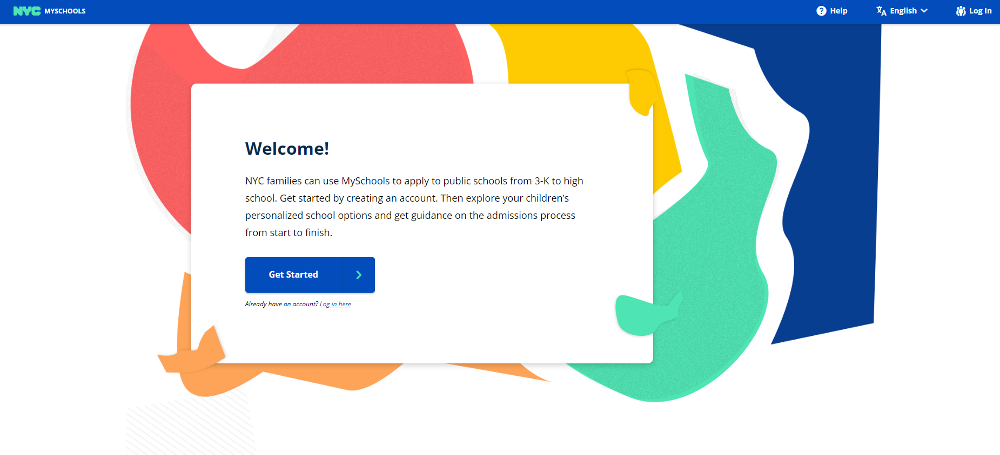 NYC MYSCHOOLS
Help
English
Log In
Welcome!
NYC families can use MySchools to apply to public schools from 3-K to high
school. Get started by creating an account. Then explore your children’s
personalized school options and get guidance on the admissions process
from start to finish.
Get Started
Already have an account? Log in here